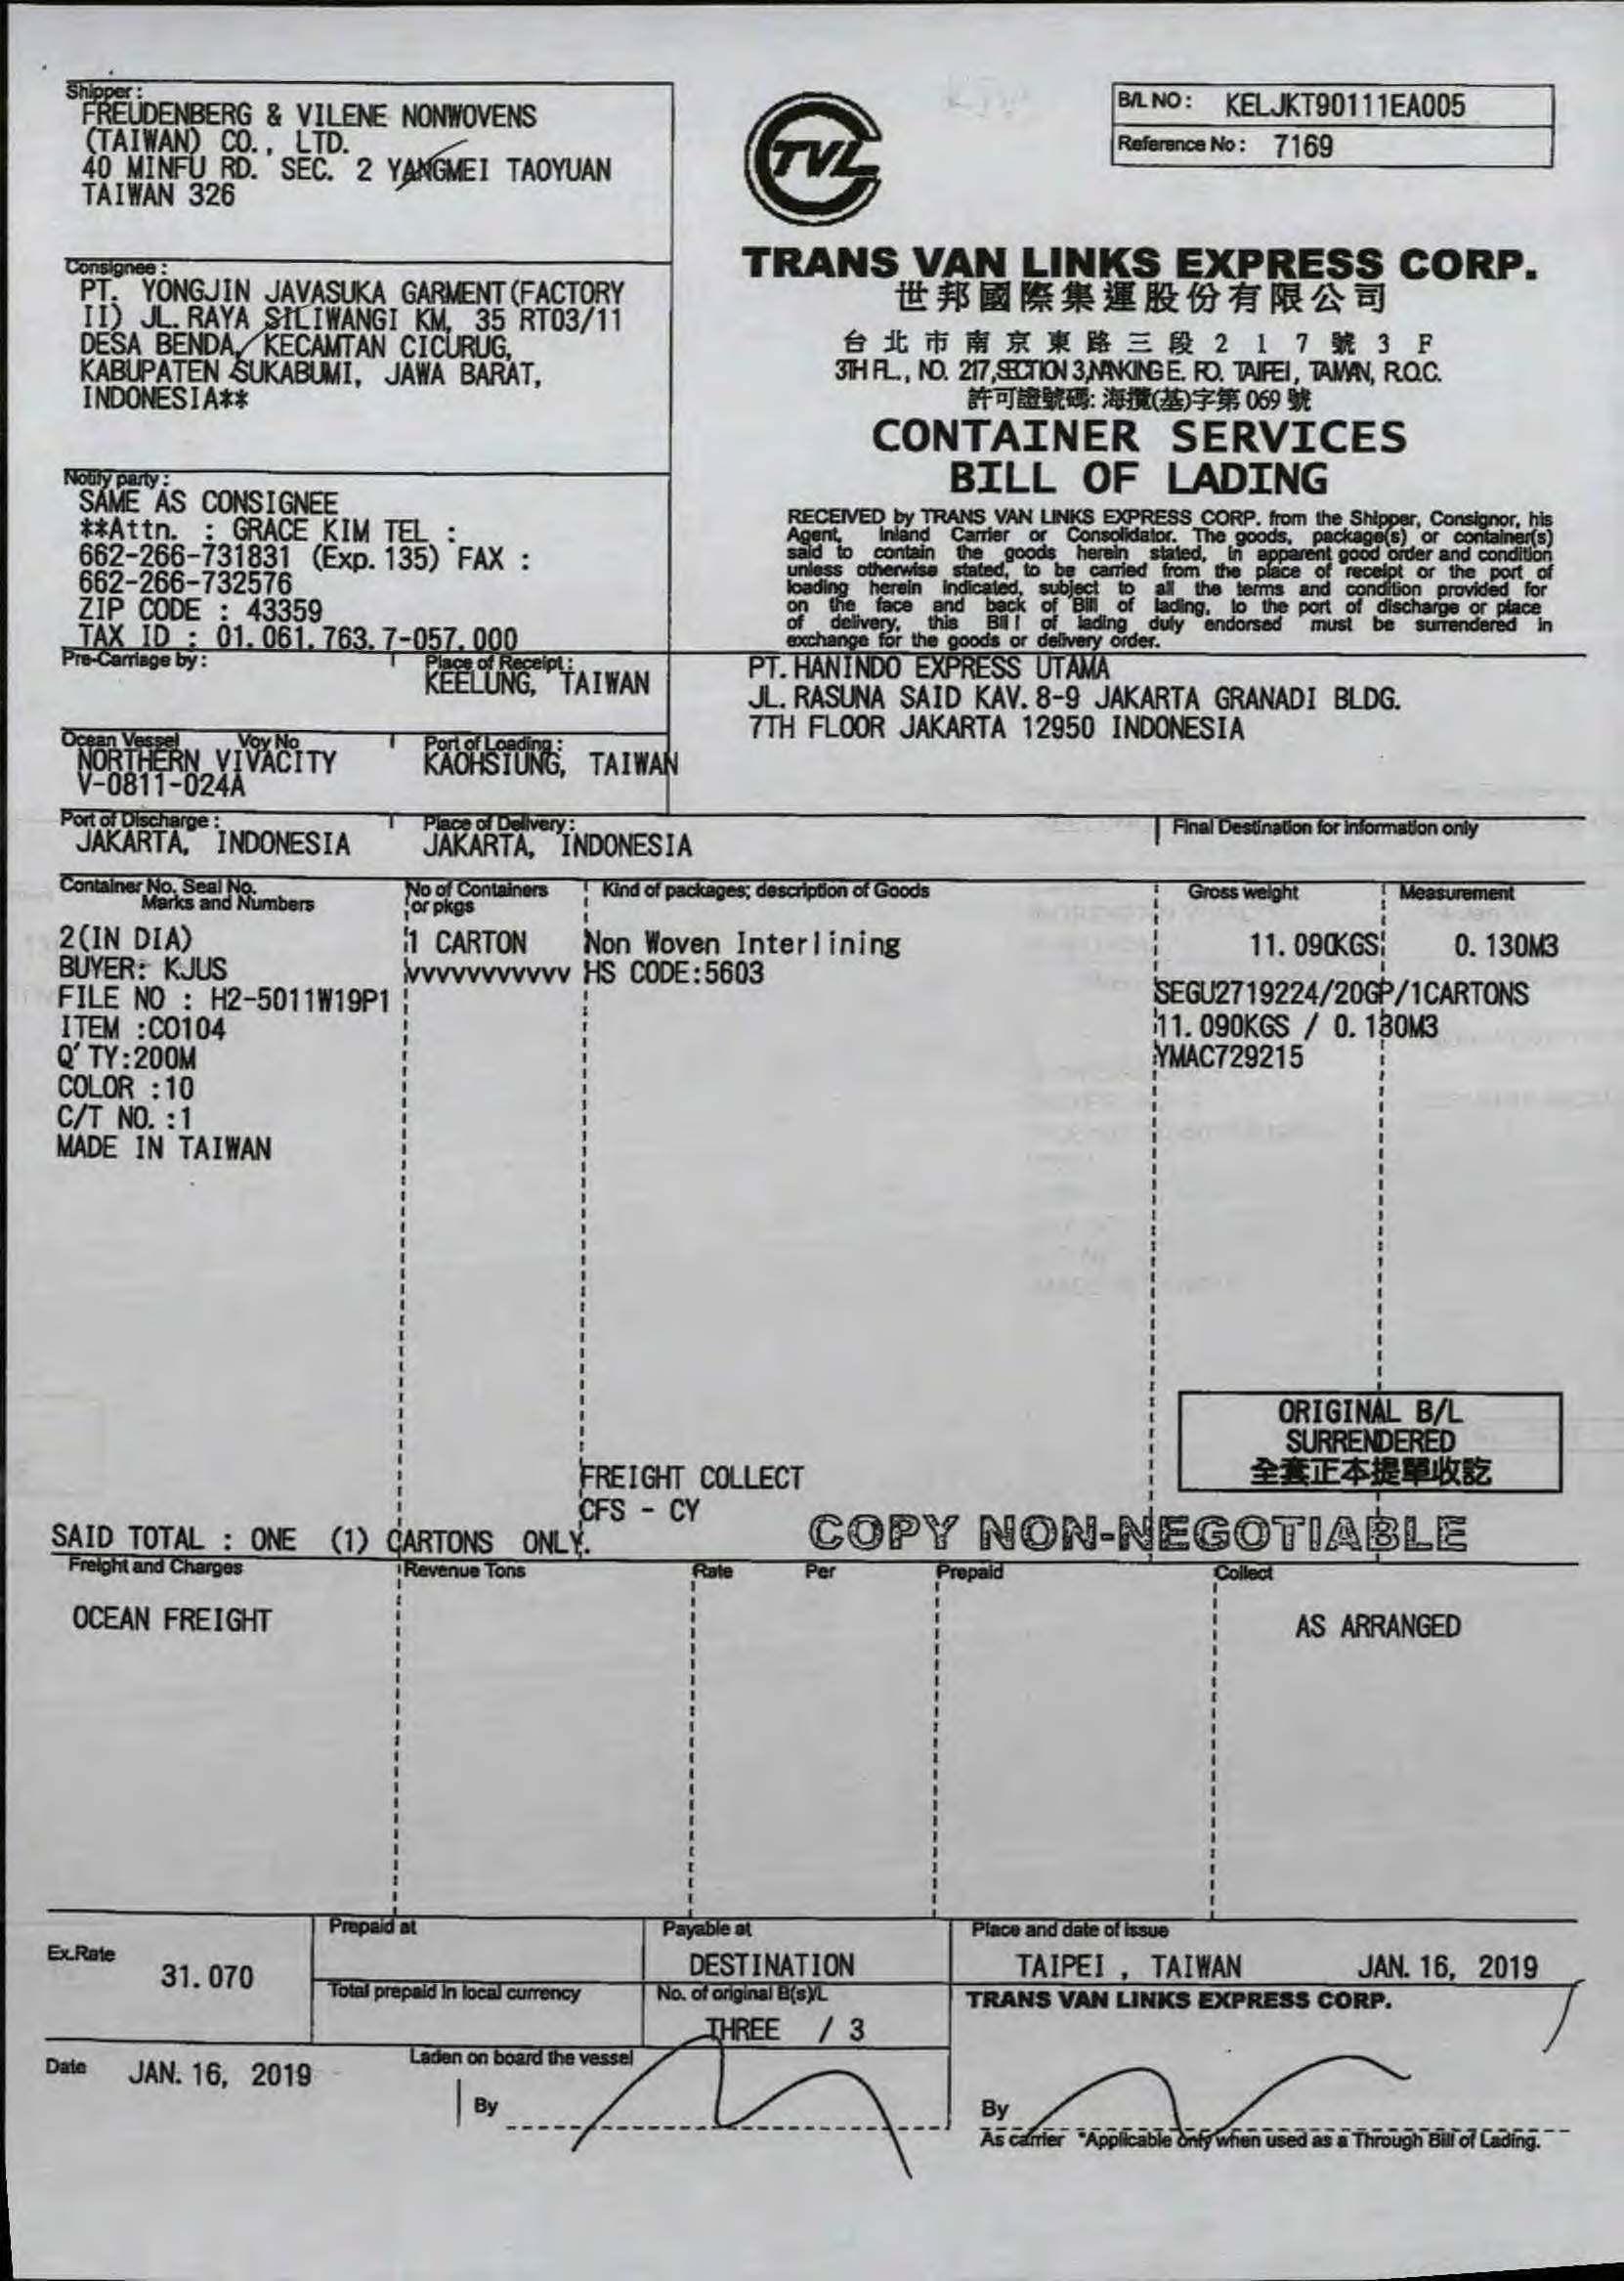 Shipper :
FREUDENBERG & VILENE NONWOVENS
(TAIWAN) CO., LTD.
40 MINFU RD. SEC. 2 YANGMEI TAOYUAN
TAIWAN 326
B/L NO : KELJKT90111EA005
Reference No : 7169
TVL
TRANS VAN LINKS EXPRESS CORP.
世邦國際集運股份有限公司
台北市南京東路三段217號3F
3TH FL., NO. 217, SECTION 3, NANKING E. RD. TAIPEI, TAIWAN, R.O.C.
許可證號碼: 海攬(基)字第 069 號
CONTAINER SERVICES
BILL OF LADING
Consignee :
PT. YONGJIN JAVASUKA GARMENT(FACTORY
II) JL. RAYA SILIWANGI KM, 35 RT03/11
DESA BENDA, KECAMTAN CICURUG,
KABUPATEN SUKABUMI, JAWA BARAT,
INDONESIA**
Notify party :
SAME AS CONSIGNEE
**Attn. : GRACE KIM TEL :
662-266-731831 (Exp. 135) FAX :
662-266-732576
ZIP CODE : 43359
TAX ID : 01.061.763.7-057.000
RECEIVED by TRANS VAN LINKS EXPRESS CORP. from the Shipper, Consignor, his
Agent, Inland Carrier or Consolidator. The goods, package(s) or container(s)
said to contain the goods herein stated, in apparent good order and condition
unless otherwise stated, to be carried from the place of receipt or the port of
loading herein indicated, subject to all the terms and condition provided for
on the face and back of Bill of lading, to the port of discharge or place
of delivery, this Bill of lading duly endorsed must be surrendered in
exchange for the goods or delivery order.
Pre-Carriage by :
Place of Receipt :
KEELUNG, TAIWAN
PT. HANINDO EXPRESS UTAMA
JL. RASUNA SAID KAV. 8-9 JAKARTA GRANADI BLDG.
7TH FLOOR JAKARTA 12950 INDONESIA
Ocean Vessel Voy No
NORTHERN VIVACITY
V-0811-024A
Port of Loading :
KAOHSIUNG, TAIWAN
Port of Discharge :
JAKARTA, INDONESIA
Place of Delivery :
JAKARTA, INDONESIA
Final Destination for information only
Container No. Seal No.
Marks and Numbers
No of Containers
or pkgs
Kind of packages; description of Goods
Gross weight
Measurement
2(IN DIA)
BUYER: KJUS
FILE NO : H2-5011W19P1
ITEM :CO104
Q'TY:200M
COLOR :10
C/T NO. :1
MADE IN TAIWAN
1 CARTON
vvvvvvvvvvv
Non Woven Interlining
HS CODE:5603
11.090KGS 0.130M3
SEGU2719224/20GP/1CARTONS
11.090KGS / 0.130M3
YMAC729215
ORIGINAL B/L
SURRENDERED
全套正本提單收訖
FREIGHT COLLECT
CFS - CY
SAID TOTAL : ONE (1) CARTONS ONLY.
COPY NON-NEGOTIABLE
Freight and Charges Revenue Tons Rate Per Prepaid Collect
OCEAN FREIGHT AS ARRANGED
Ex.Rate
31.070
Prepaid at
Payable at
DESTINATION
Place and date of issue
TAIPEI , TAIWAN JAN. 16, 2019
Total prepaid in local currency
No. of original B(s)/L
THREE / 3
TRANS VAN LINKS EXPRESS CORP.
Date JAN. 16, 2019
Laden on board the vessel
By
By
As carrier *Applicable only when used as a Through Bill of Lading.